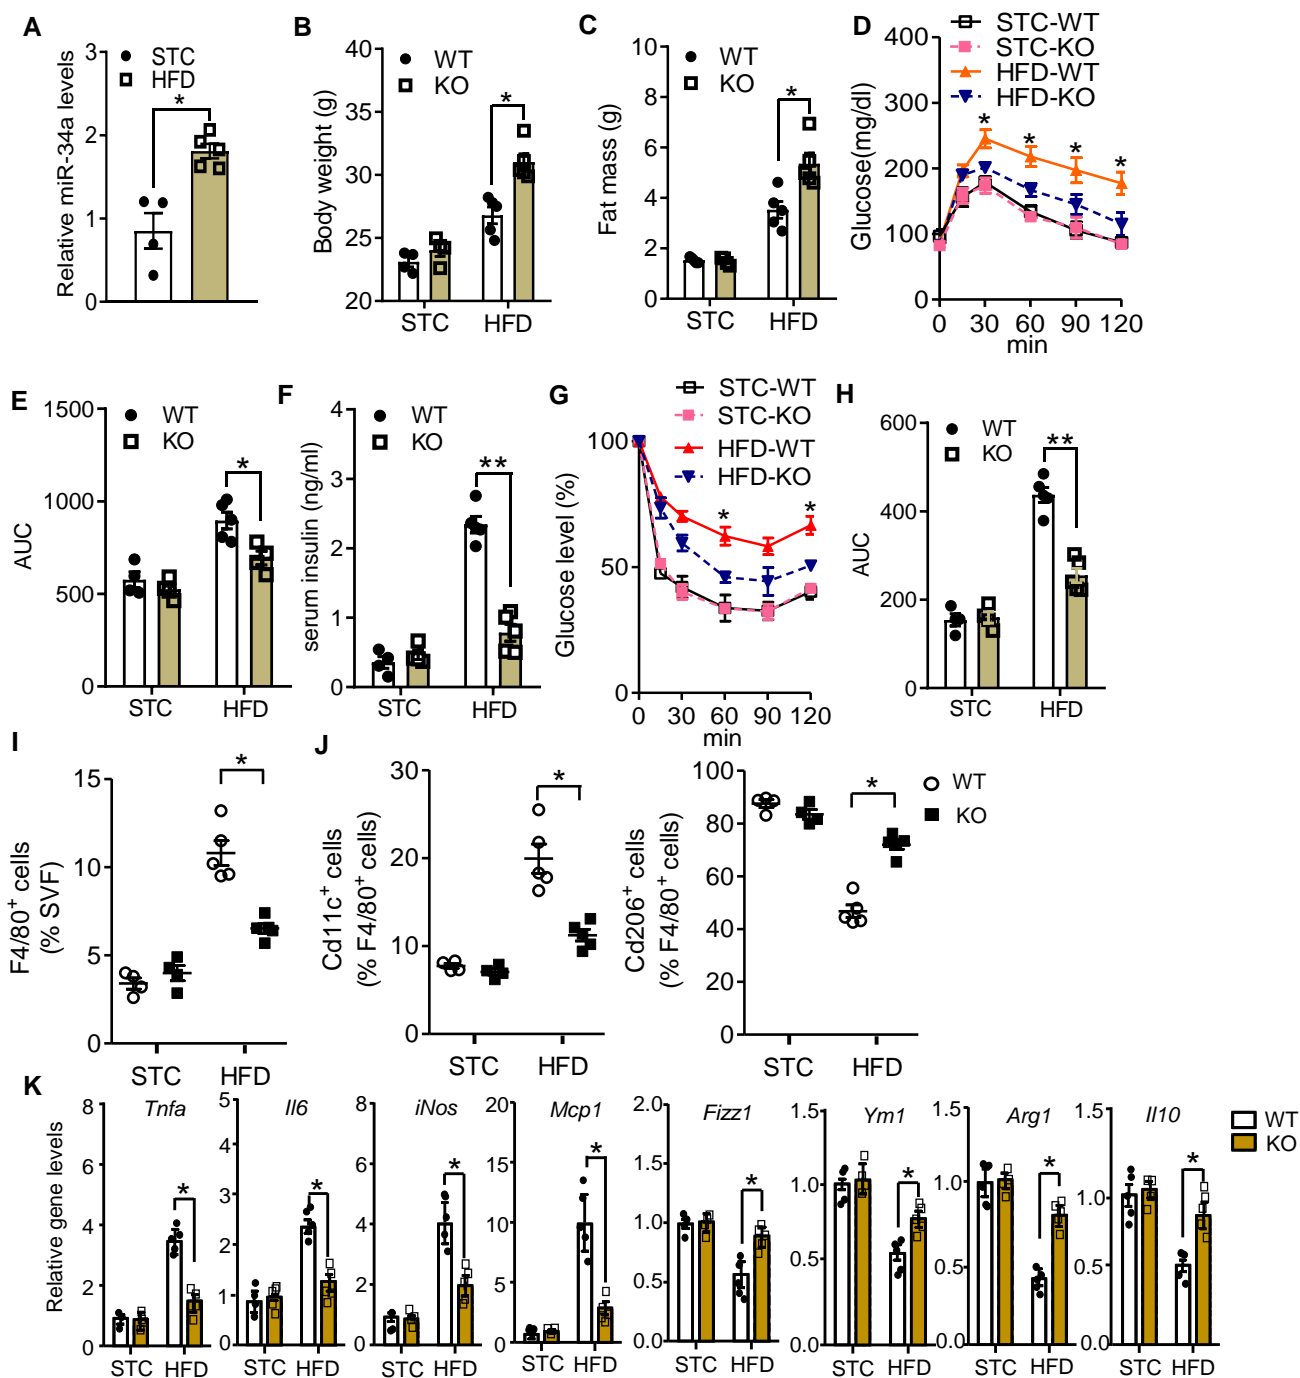 A
Relative miR-34a levels
3
2
1
0
STC
HFD
*
B
Body weight (g)
40
35
30
25
20
WT
KO
*
STC HFD
C
Fat mass (g)
10
8
6
4
2
0
WT
KO
*
STC HFD
D
Glucose(mg/dl)
400
300
200
100
0
STC-WT
STC-KO
HFD-WT
HFD-KO
* * * *
0 30 60 90 120
min
E
AUC
1500
1000
500
0
WT
KO
*
STC HFD
F
serum insulin (ng/ml)
4
3
2
1
0
WT
KO
**
STC HFD
G
Glucose level (%)
100
50
0
STC-WT
STC-KO
HFD-WT
HFD-KO
* *
0 30 60 90 120
min
H
AUC
600
400
200
0
WT
KO
**
STC HFD
I
F4/80+ cells
(% SVF)
15
10
5
0
*
STC HFD
J
Cd11c+ cells
(% F4/80+ cells)
30
20
10
0
*
STC HFD
Cd206+ cells
(% F4/80+ cells)
100
80
60
40
20
0
*
STC HFD
WT
KO
K
Relative gene levels
Tnfa
8
6
4
2
0
*
STC HFD
Il6
5
4
3
2
1
0
*
STC HFD
iNos
8
6
4
2
0
*
STC HFD
Mcp1
20
15
10
5
0
*
STC HFD
Fizz1
2.0
1.5
1.0
0.5
0.0
*
STC HFD
Ym1
1.5
1.0
0.5
0.0
*
STC HFD
Arg1
1.5
1.0
0.5
0.0
*
STC HFD
Il10
1.5
1.0
0.5
0.0
*
STC HFD
WT
KO